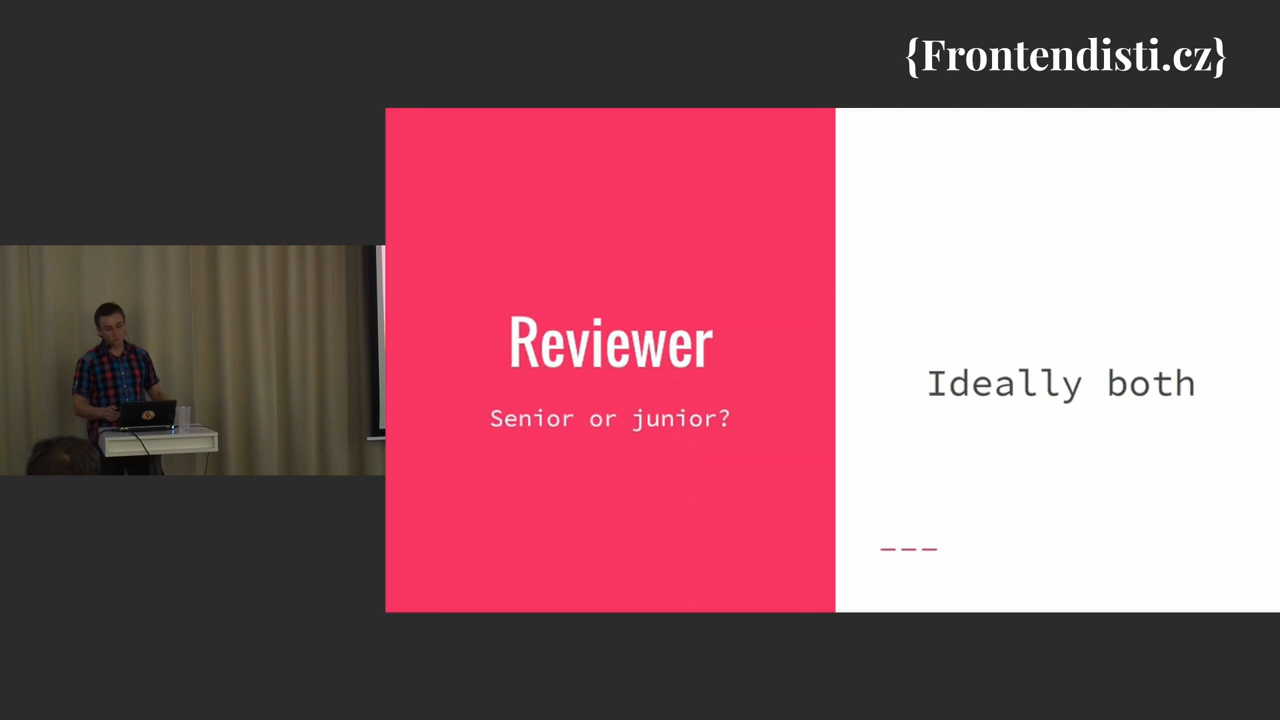 {Frontendisti.cz}
Reviewer
Senior or junior?
Ideally both